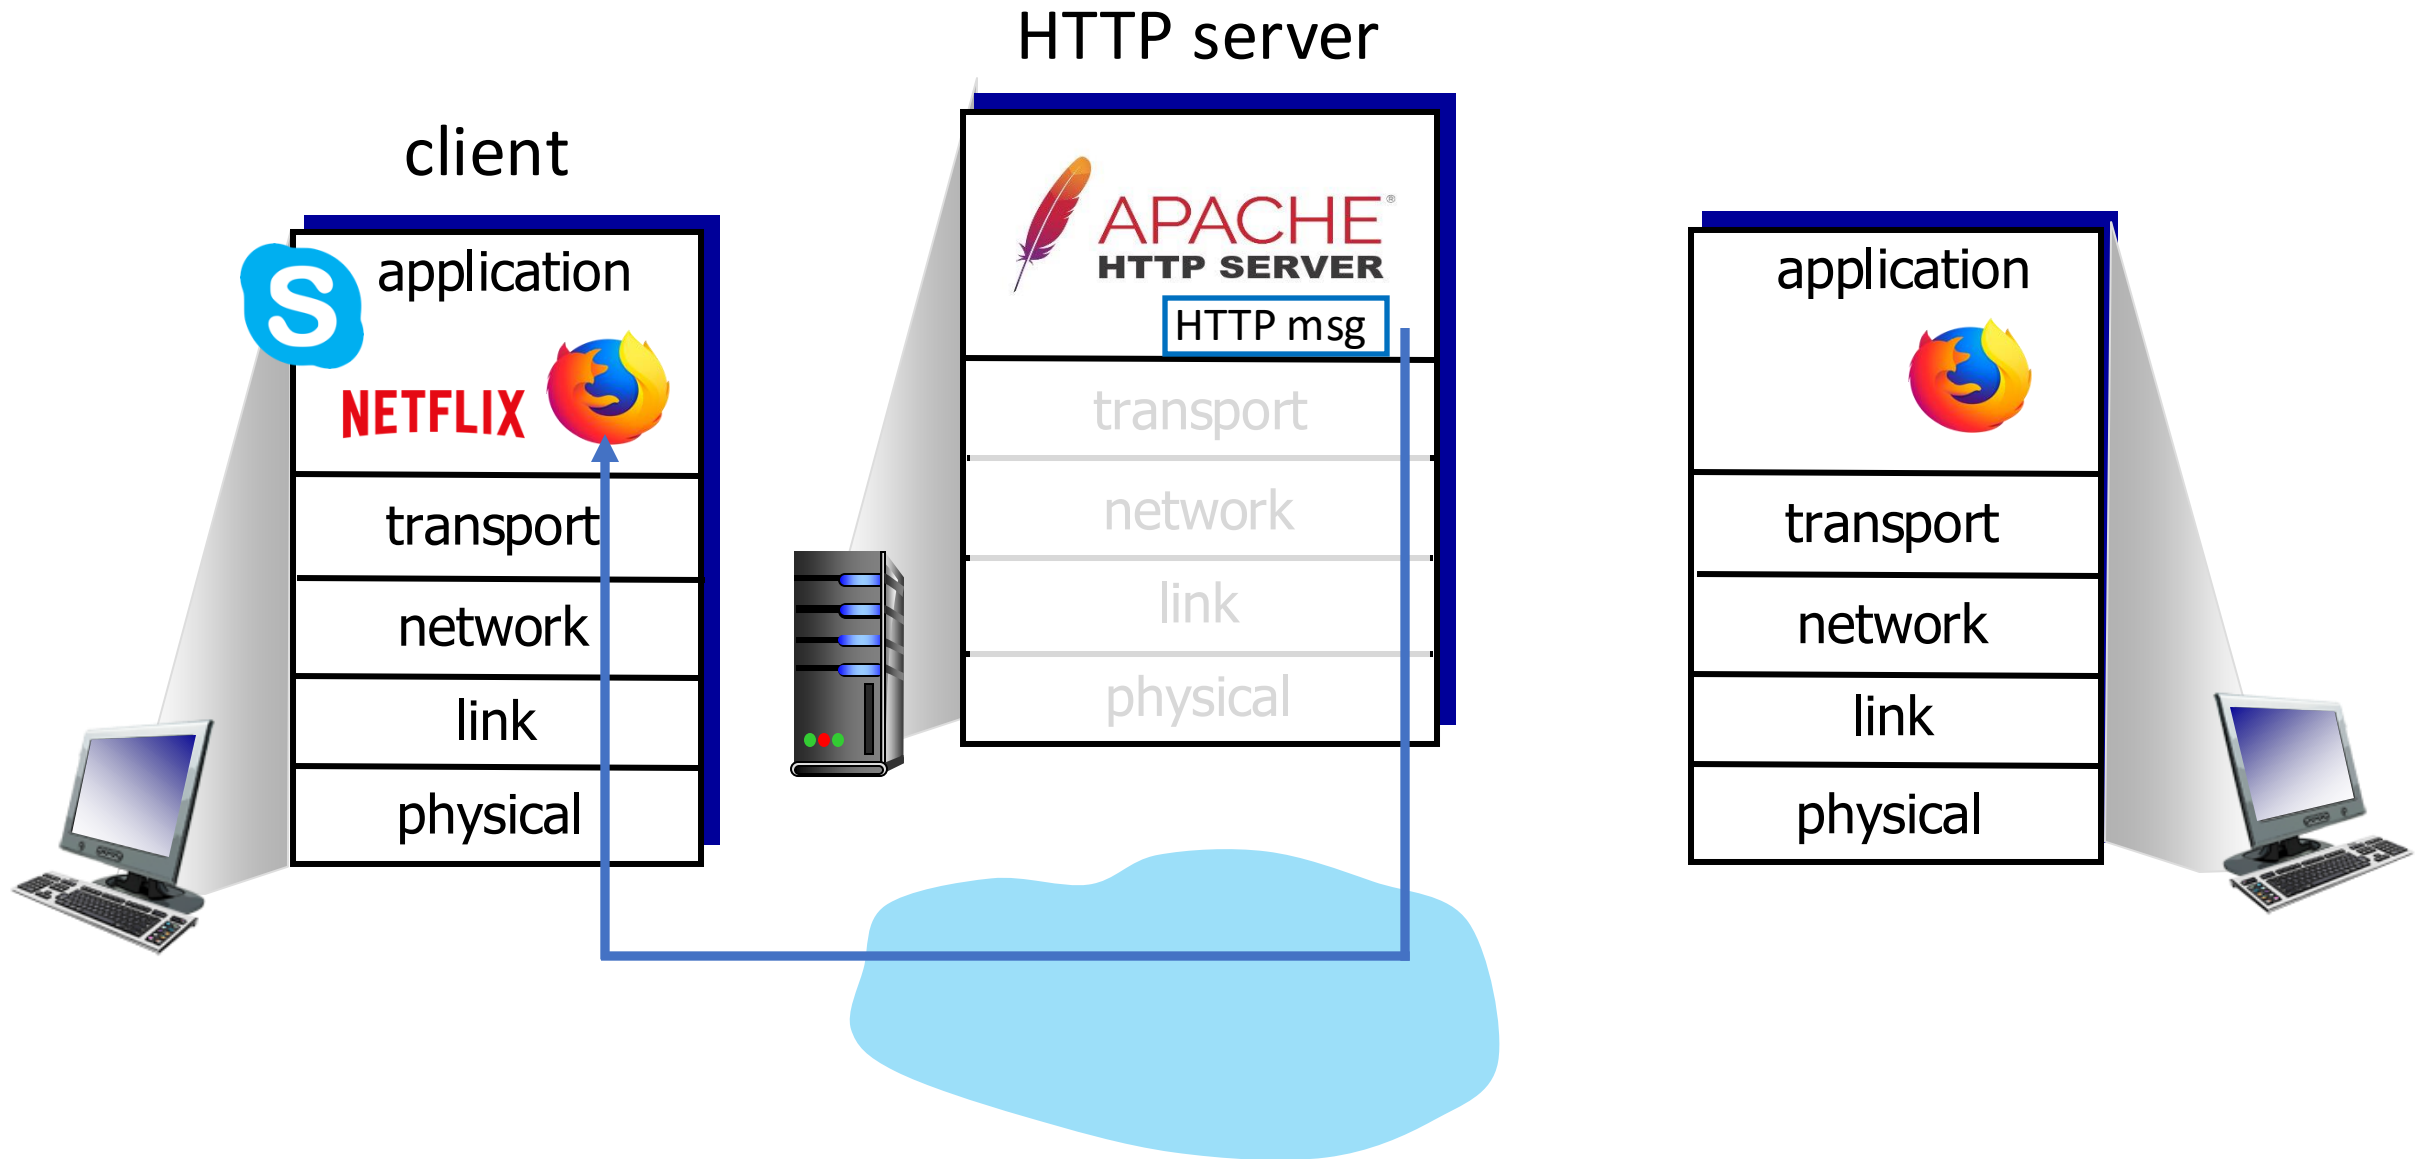 HTTP server
client
APACHE®
HTTP SERVER
HTTP msg
transport
network
link
physical
application
S
NETFLIX
transport
network
link
physical
application
transport
network
link
physical